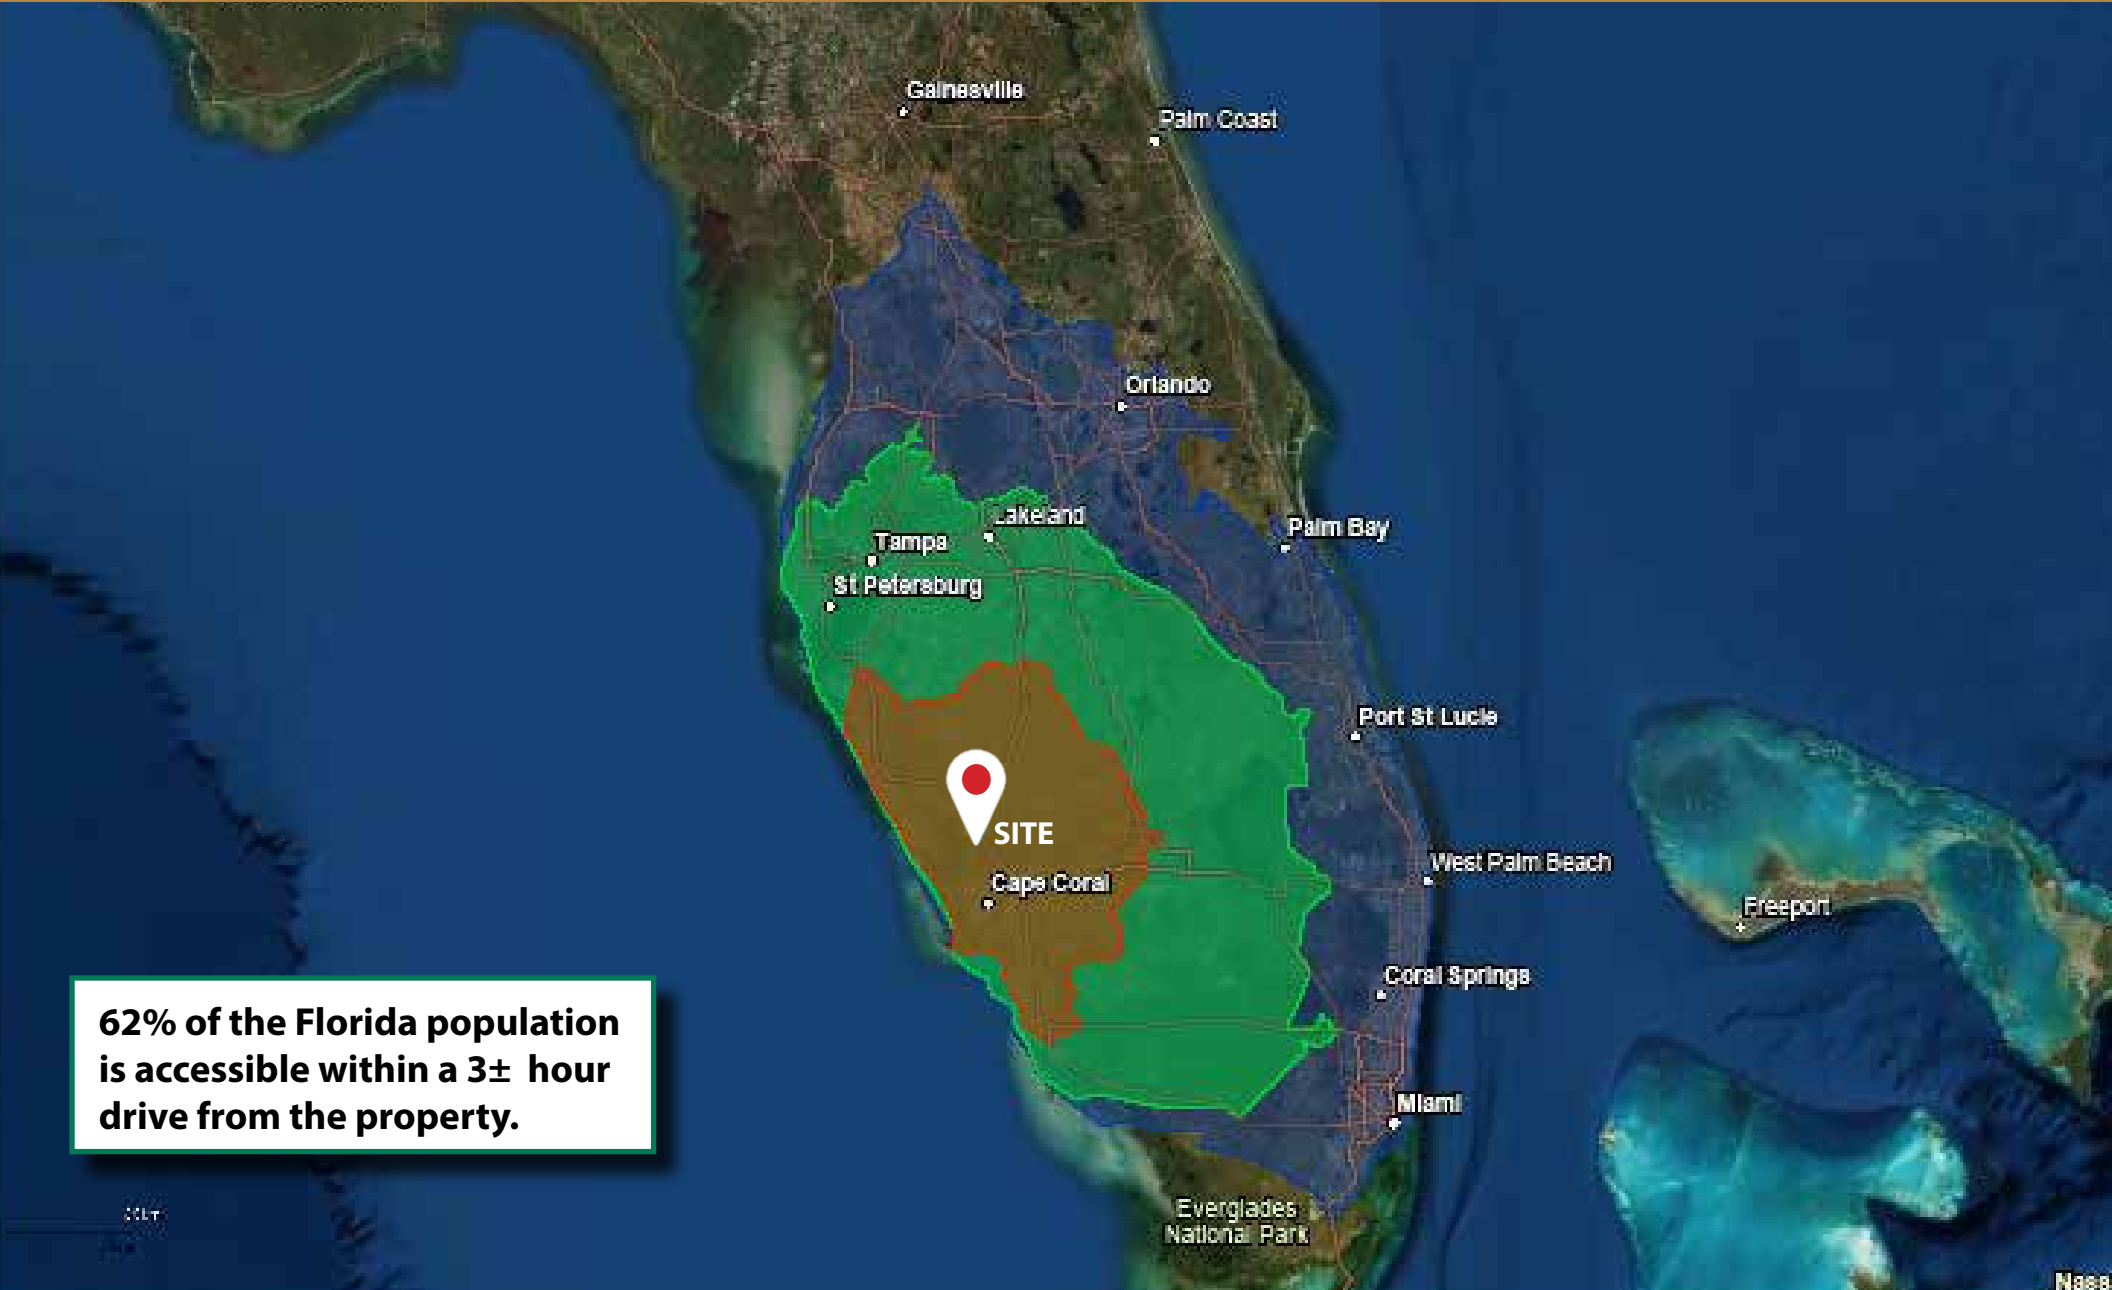 Gainesville
Palm Coast
Orlando
Lakeland
Palm Bay
Tampa
St Petersburg
Port St Lucie
SITE
West Palm Beach
Cape Coral
Freeport
Coral Springs
62% of the Florida population
is accessible within a 3± hour
drive from the property.
Miami
Everglades
National Park
Nass